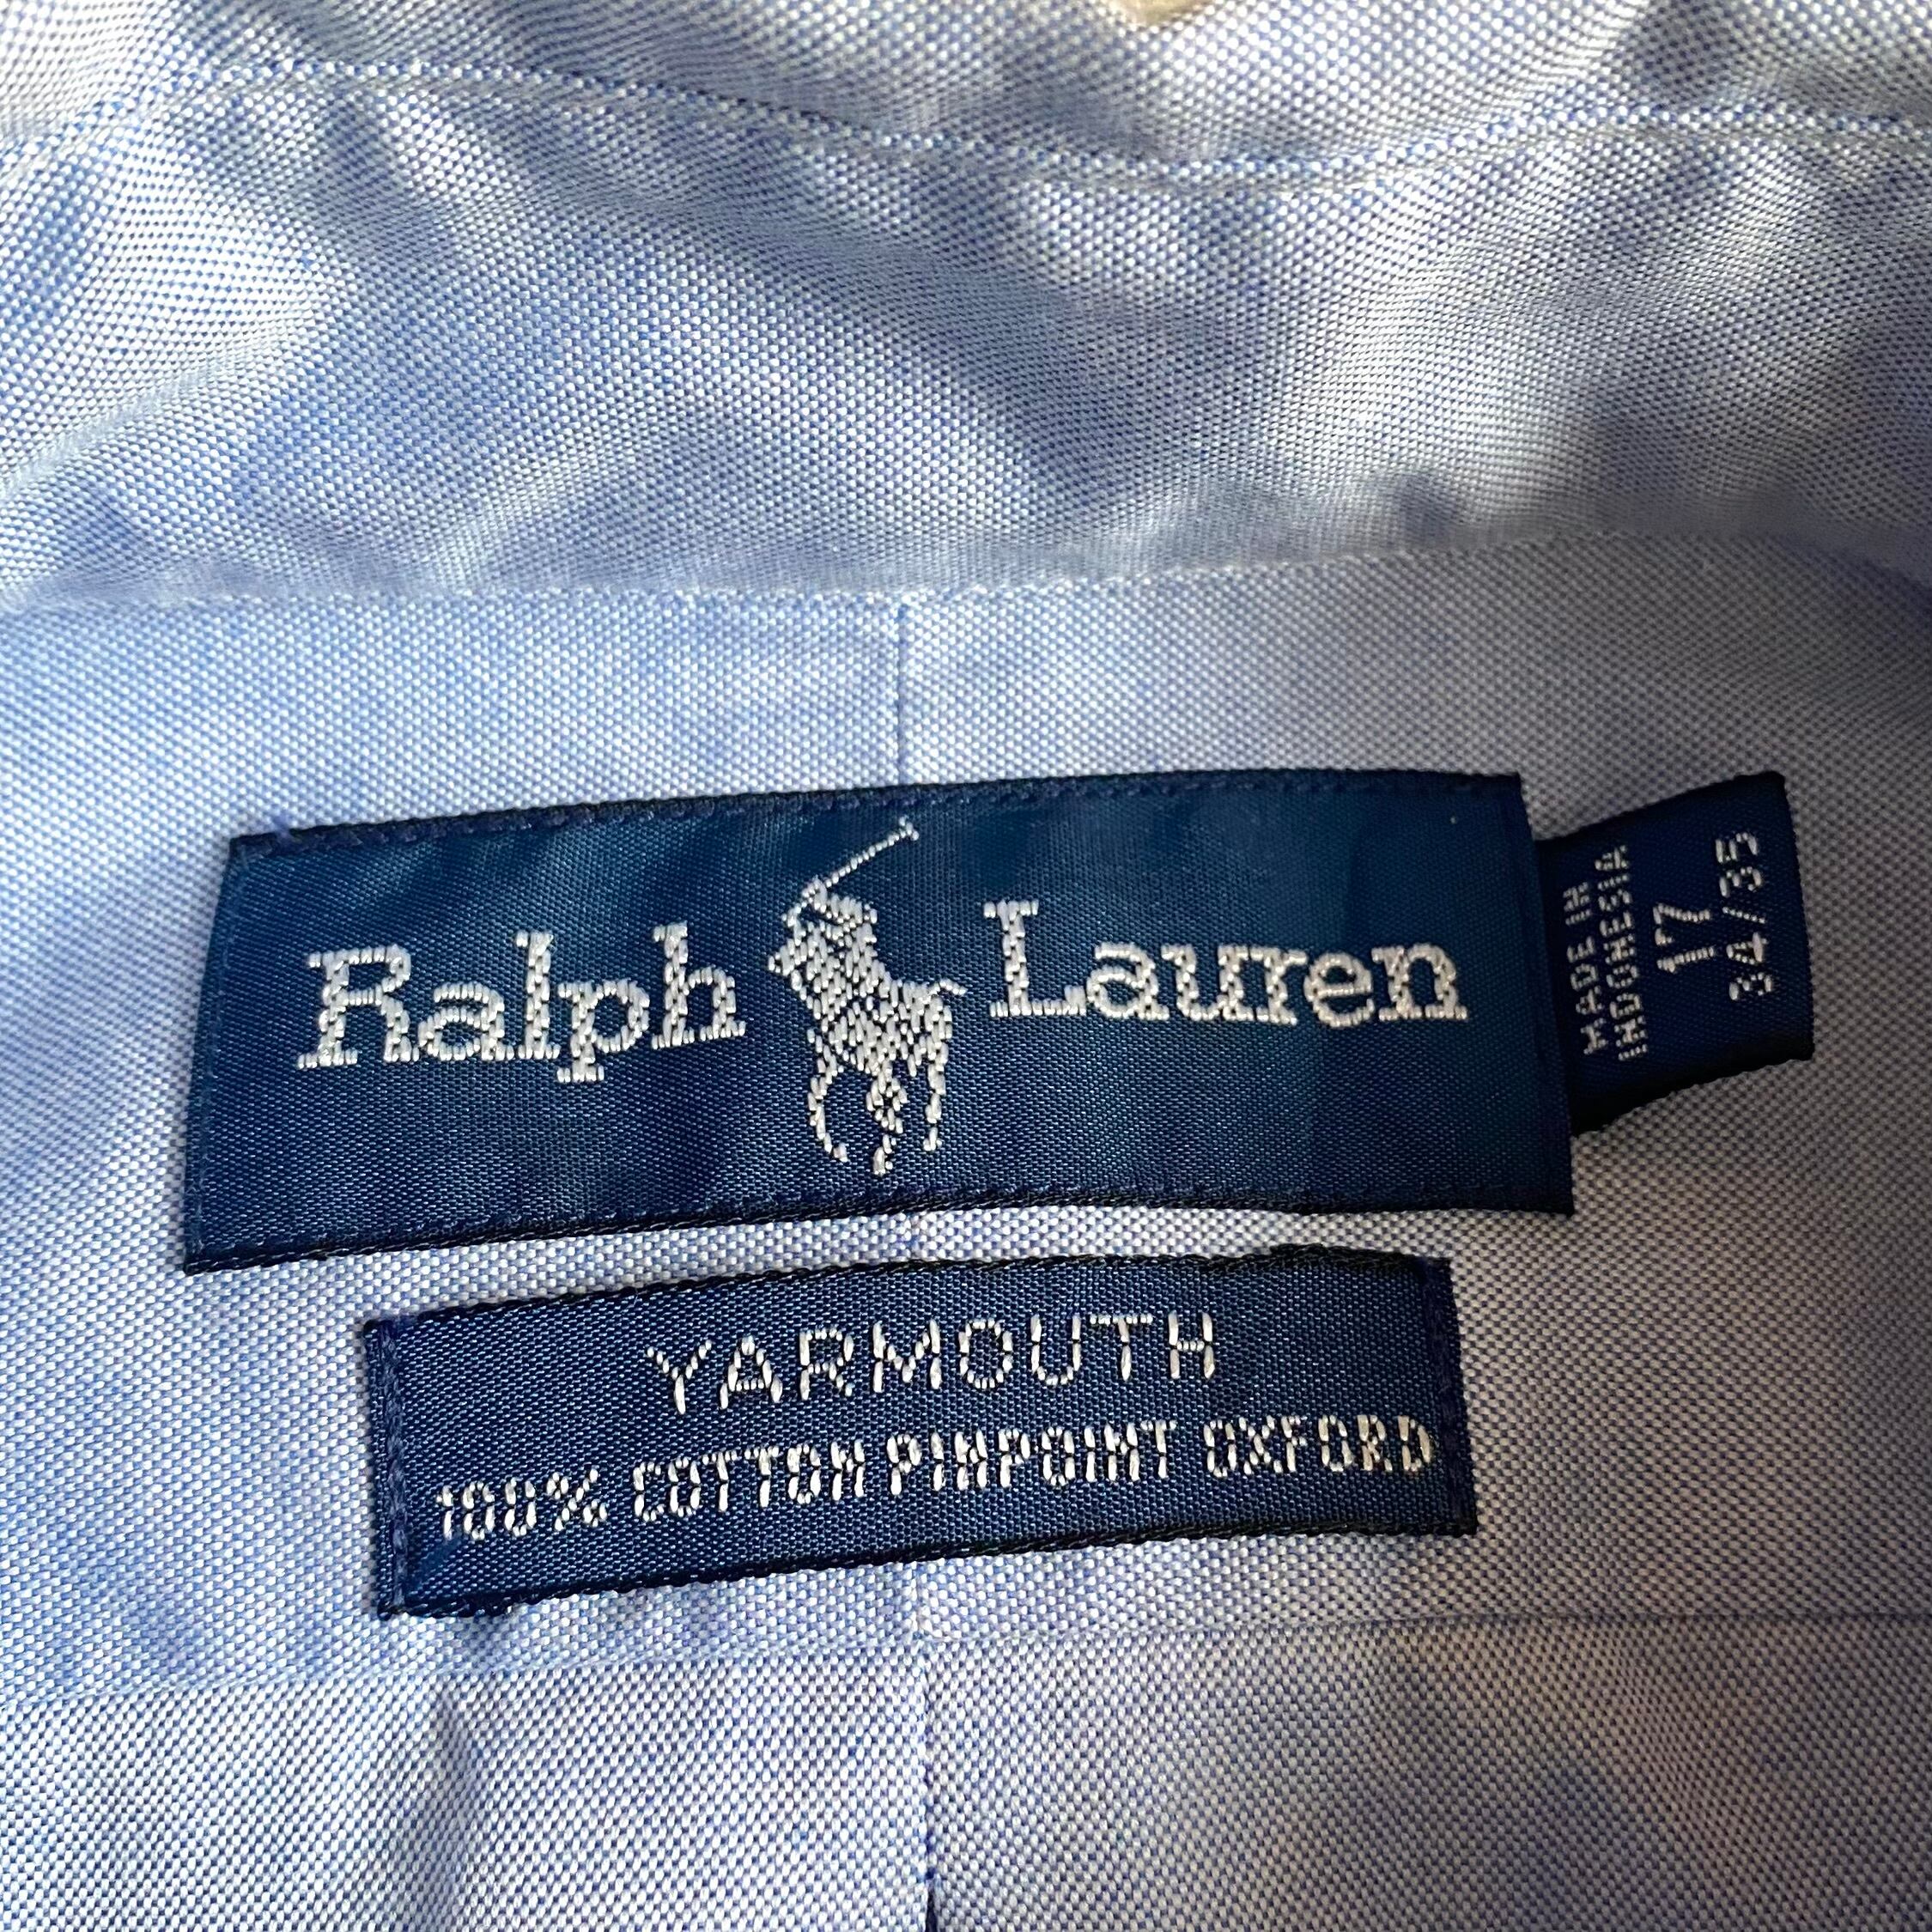 Ralph Lauren
MADE IN
INDONESIA
17
34/35
YARMOUTH
100% COTTON PINPOINT OXFORD